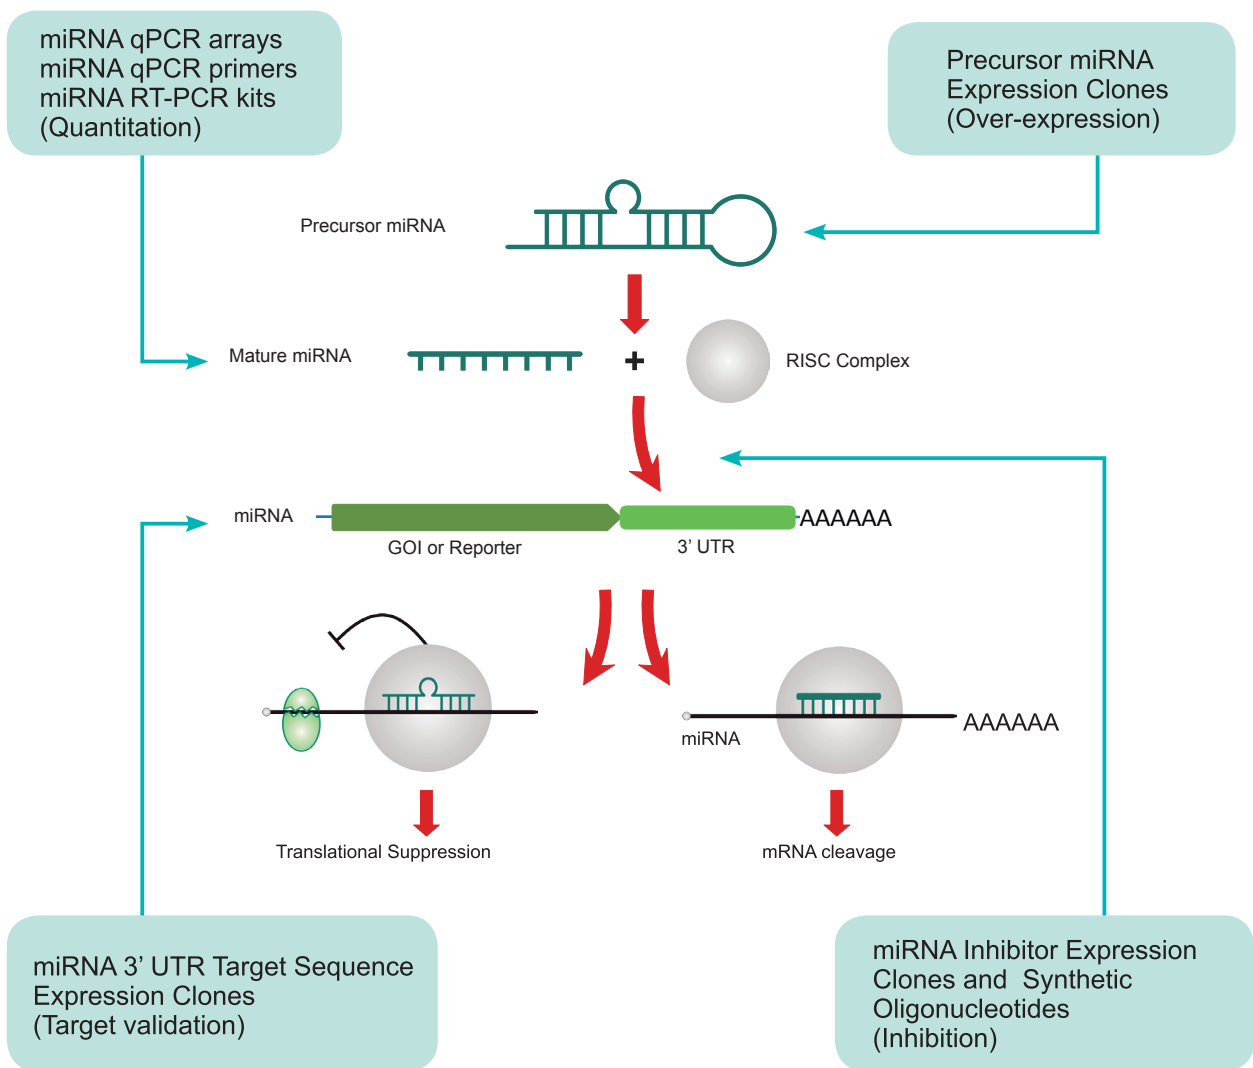 miRNA qPCR arrays
miRNA qPCR primers
miRNA RT-PCR kits
(Quantitation)
Precursor miRNA
Expression Clones
(Over-expression)
Precursor miRNA
Mature miRNA
+
RISC Complex
miRNA
AAAAAA
GOI or Reporter
3’ UTR
miRNA
AAAAAA
Translational Suppression
mRNA cleavage
miRNA 3’ UTR Target Sequence
Expression Clones
(Target validation)
miRNA Inhibitor Expression
Clones and  Synthetic
Oligonucleotides
(Inhibition)